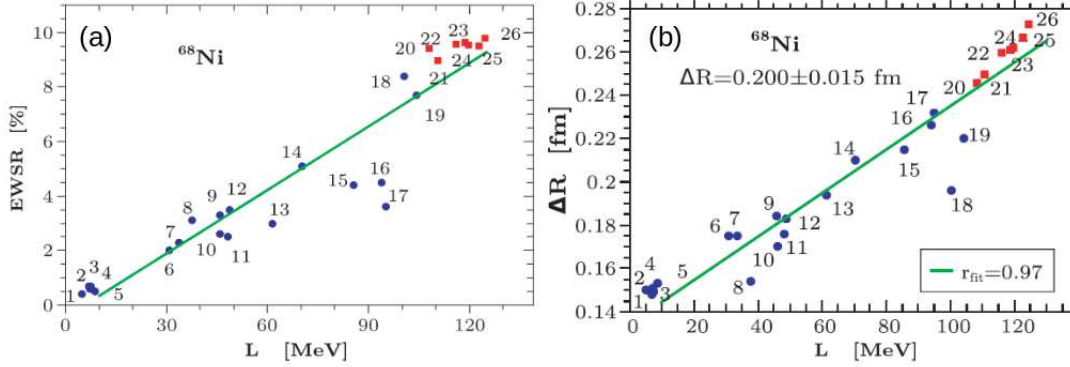 (a)
⁶⁸Ni
EWSR [%]
10
8
6
4
2
0
0 30 60 90 120
L [MeV]
1 2 3 4 5 6 7 8 9 10 11 12 13 14 15 16 17 18 19 20 21 22 23 24 25 26
(b)
⁶⁸Ni
ΔR=0.200±0.015 fm
ΔR [fm]
0.28
0.26
0.24
0.22
0.2
0.18
0.16
0.14
0 20 40 60 80 100 120
L [MeV]
1 2 3 4 5 6 7 8 9 10 11 12 13 14 15 16 17 18 19 20 21 22 23 24 25 26
r_fit=0.97